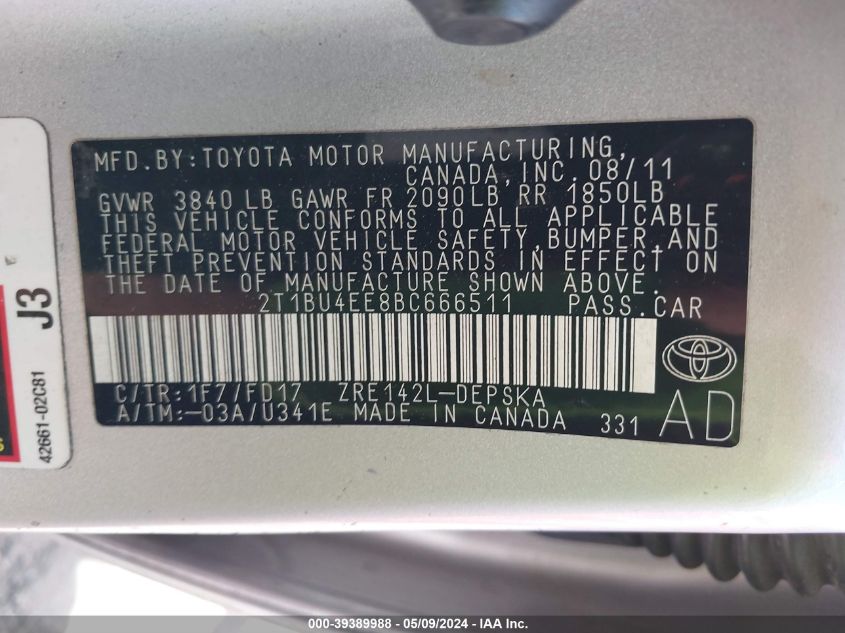 MFD.BY:TOYOTA MOTOR MANUFACTURING,
CANADA,INC.08/11
GVWR 3840 LB GAWR FR 2090LB RR 1850LB
THIS VEHICLE CONFORMS TO ALL APPLICABLE
FEDERAL MOTOR VEHICLE SAFETY,BUMPER,AND
THEFT PREVENTION STANDARDS IN EFFECT ON
THE DATE OF MANUFACTURE SHOWN ABOVE.
2T1BU4EE8BC666511 PASS.CAR
C/TR:1F7/FD17 ZRE142L-DEPSKA
A/TM:-03A/U341E MADE IN CANADA 331
AD
J3
42661-02C81
000-39389988 - 05/09/2024 - IAA Inc.